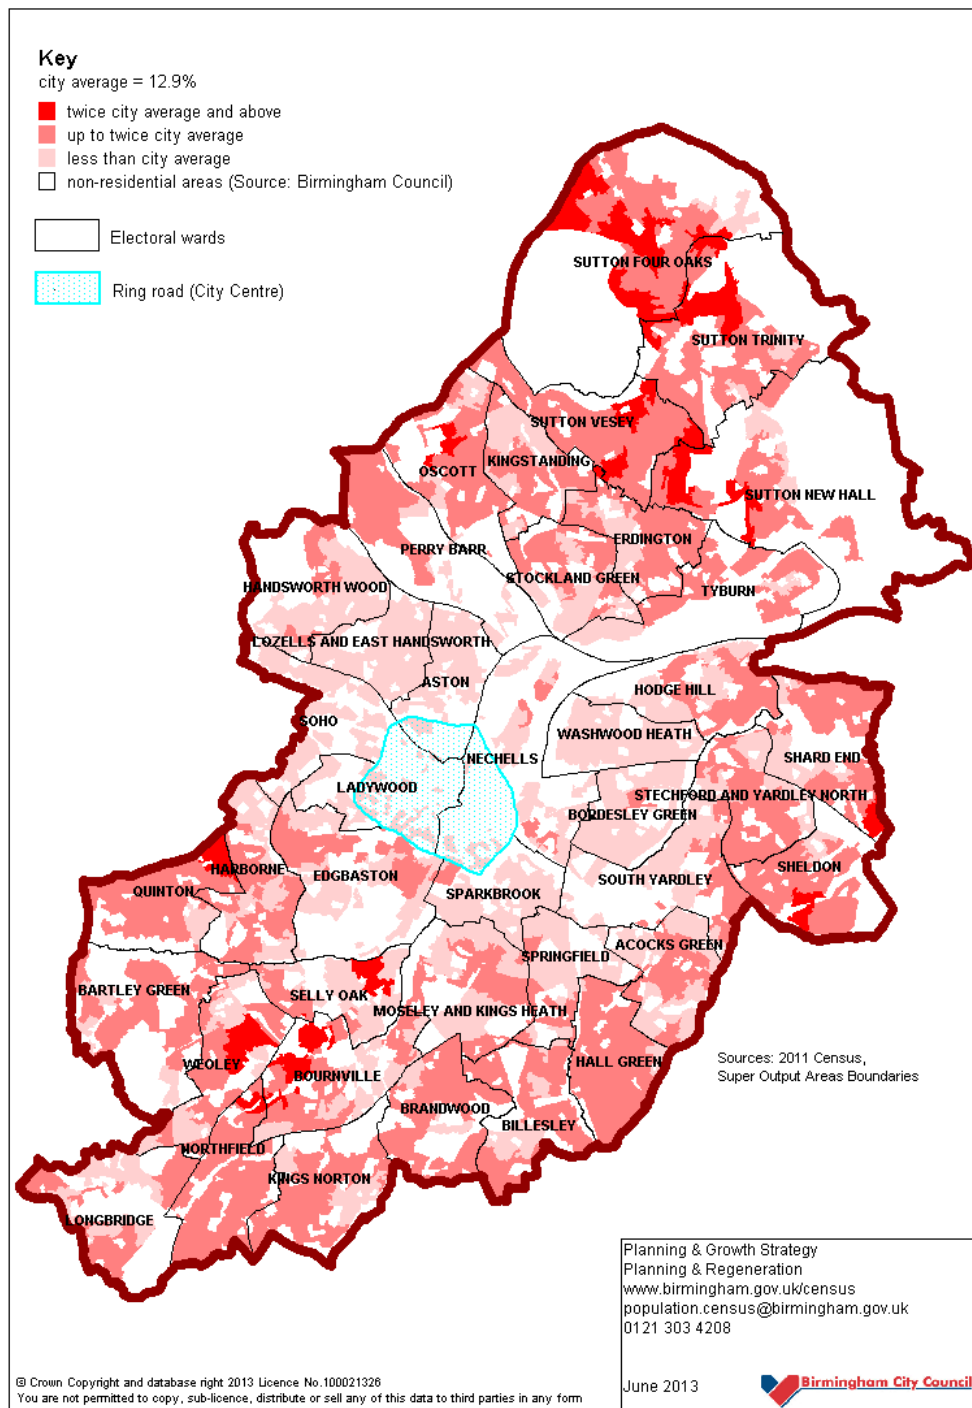 Key
city average = 12.9%
twice city average and above
up to twice city average
less than city average
non-residential areas (Source: Birmingham Council)
Electoral wards
Ring road (City Centre)
SUTTON FOUR OAKS
SUTTON TRINITY
SUTTON VESEY
KINGSTANDING
OSCOTT
SUTTON NEW HALL
ERDINGTON
PERRY BARR
STOCKLAND GREEN
TYBURN
HANDSWORTH WOOD
LOZELLS AND EAST HANDSWORTH
ASTON
HODGE HILL
SOHO
WASHWOOD HEATH
NECHELLS
SHARD END
LADYWOOD
STECHFORD AND YARDLEY NORTH
BORDESLEY GREEN
HARBORNE
EDGBASTON
SHELDON
QUINTON
SPARKBROOK
SOUTH YARDLEY
ACOCKS GREEN
SPRINGFIELD
BARTLEY GREEN
SELLY OAK
MOSELEY AND KINGS HEATH
WEOLEY
HALL GREEN
BOURNVILLE
Sources: 2011 Census,
Super Output Areas Boundaries
BRANDWOOD
BILLESLEY
NORTHFIELD
KINGS NORTON
LONGBRIDGE
Planning & Growth Strategy
Planning & Regeneration
www.birmingham.gov.uk/census
population.census@birmingham.gov.uk
0121 303 4208
June 2013
Birmingham City Council
© Crown Copyright and database right 2013 Licence No.100021326
You are not permitted to copy, sub-licence, distribute or sell any of this data to third parties in any form